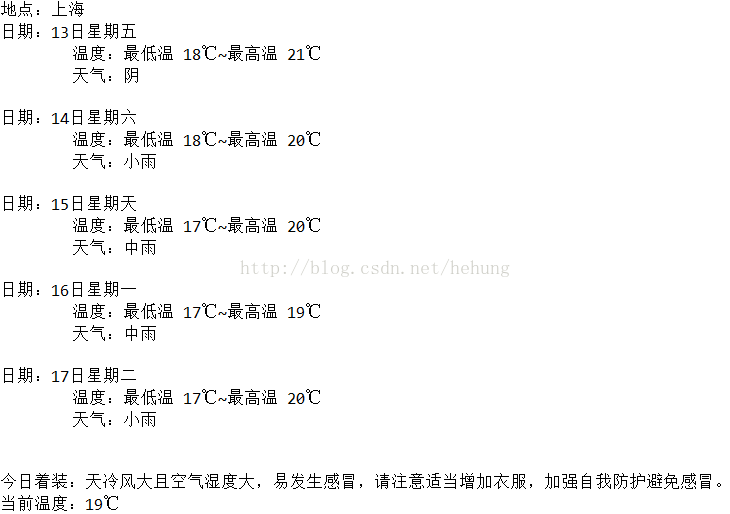 地点：上海
日期：13日星期五
温度：最低温 18℃~最高温 21℃
天气：阴
日期：14日星期六
温度：最低温 18℃~最高温 20℃
天气：小雨
日期：15日星期天
温度：最低温 17℃~最高温 20℃
天气：中雨
http://blog.csdn.net/hehung
日期：16日星期一
温度：最低温 17℃~最高温 19℃
天气：中雨
日期：17日星期二
温度：最低温 17℃~最高温 20℃
天气：小雨
今日着装：天冷风大且空气湿度大，易发生感冒，请注意适当增加衣服，加强自我防护避免感冒。
当前温度：19℃